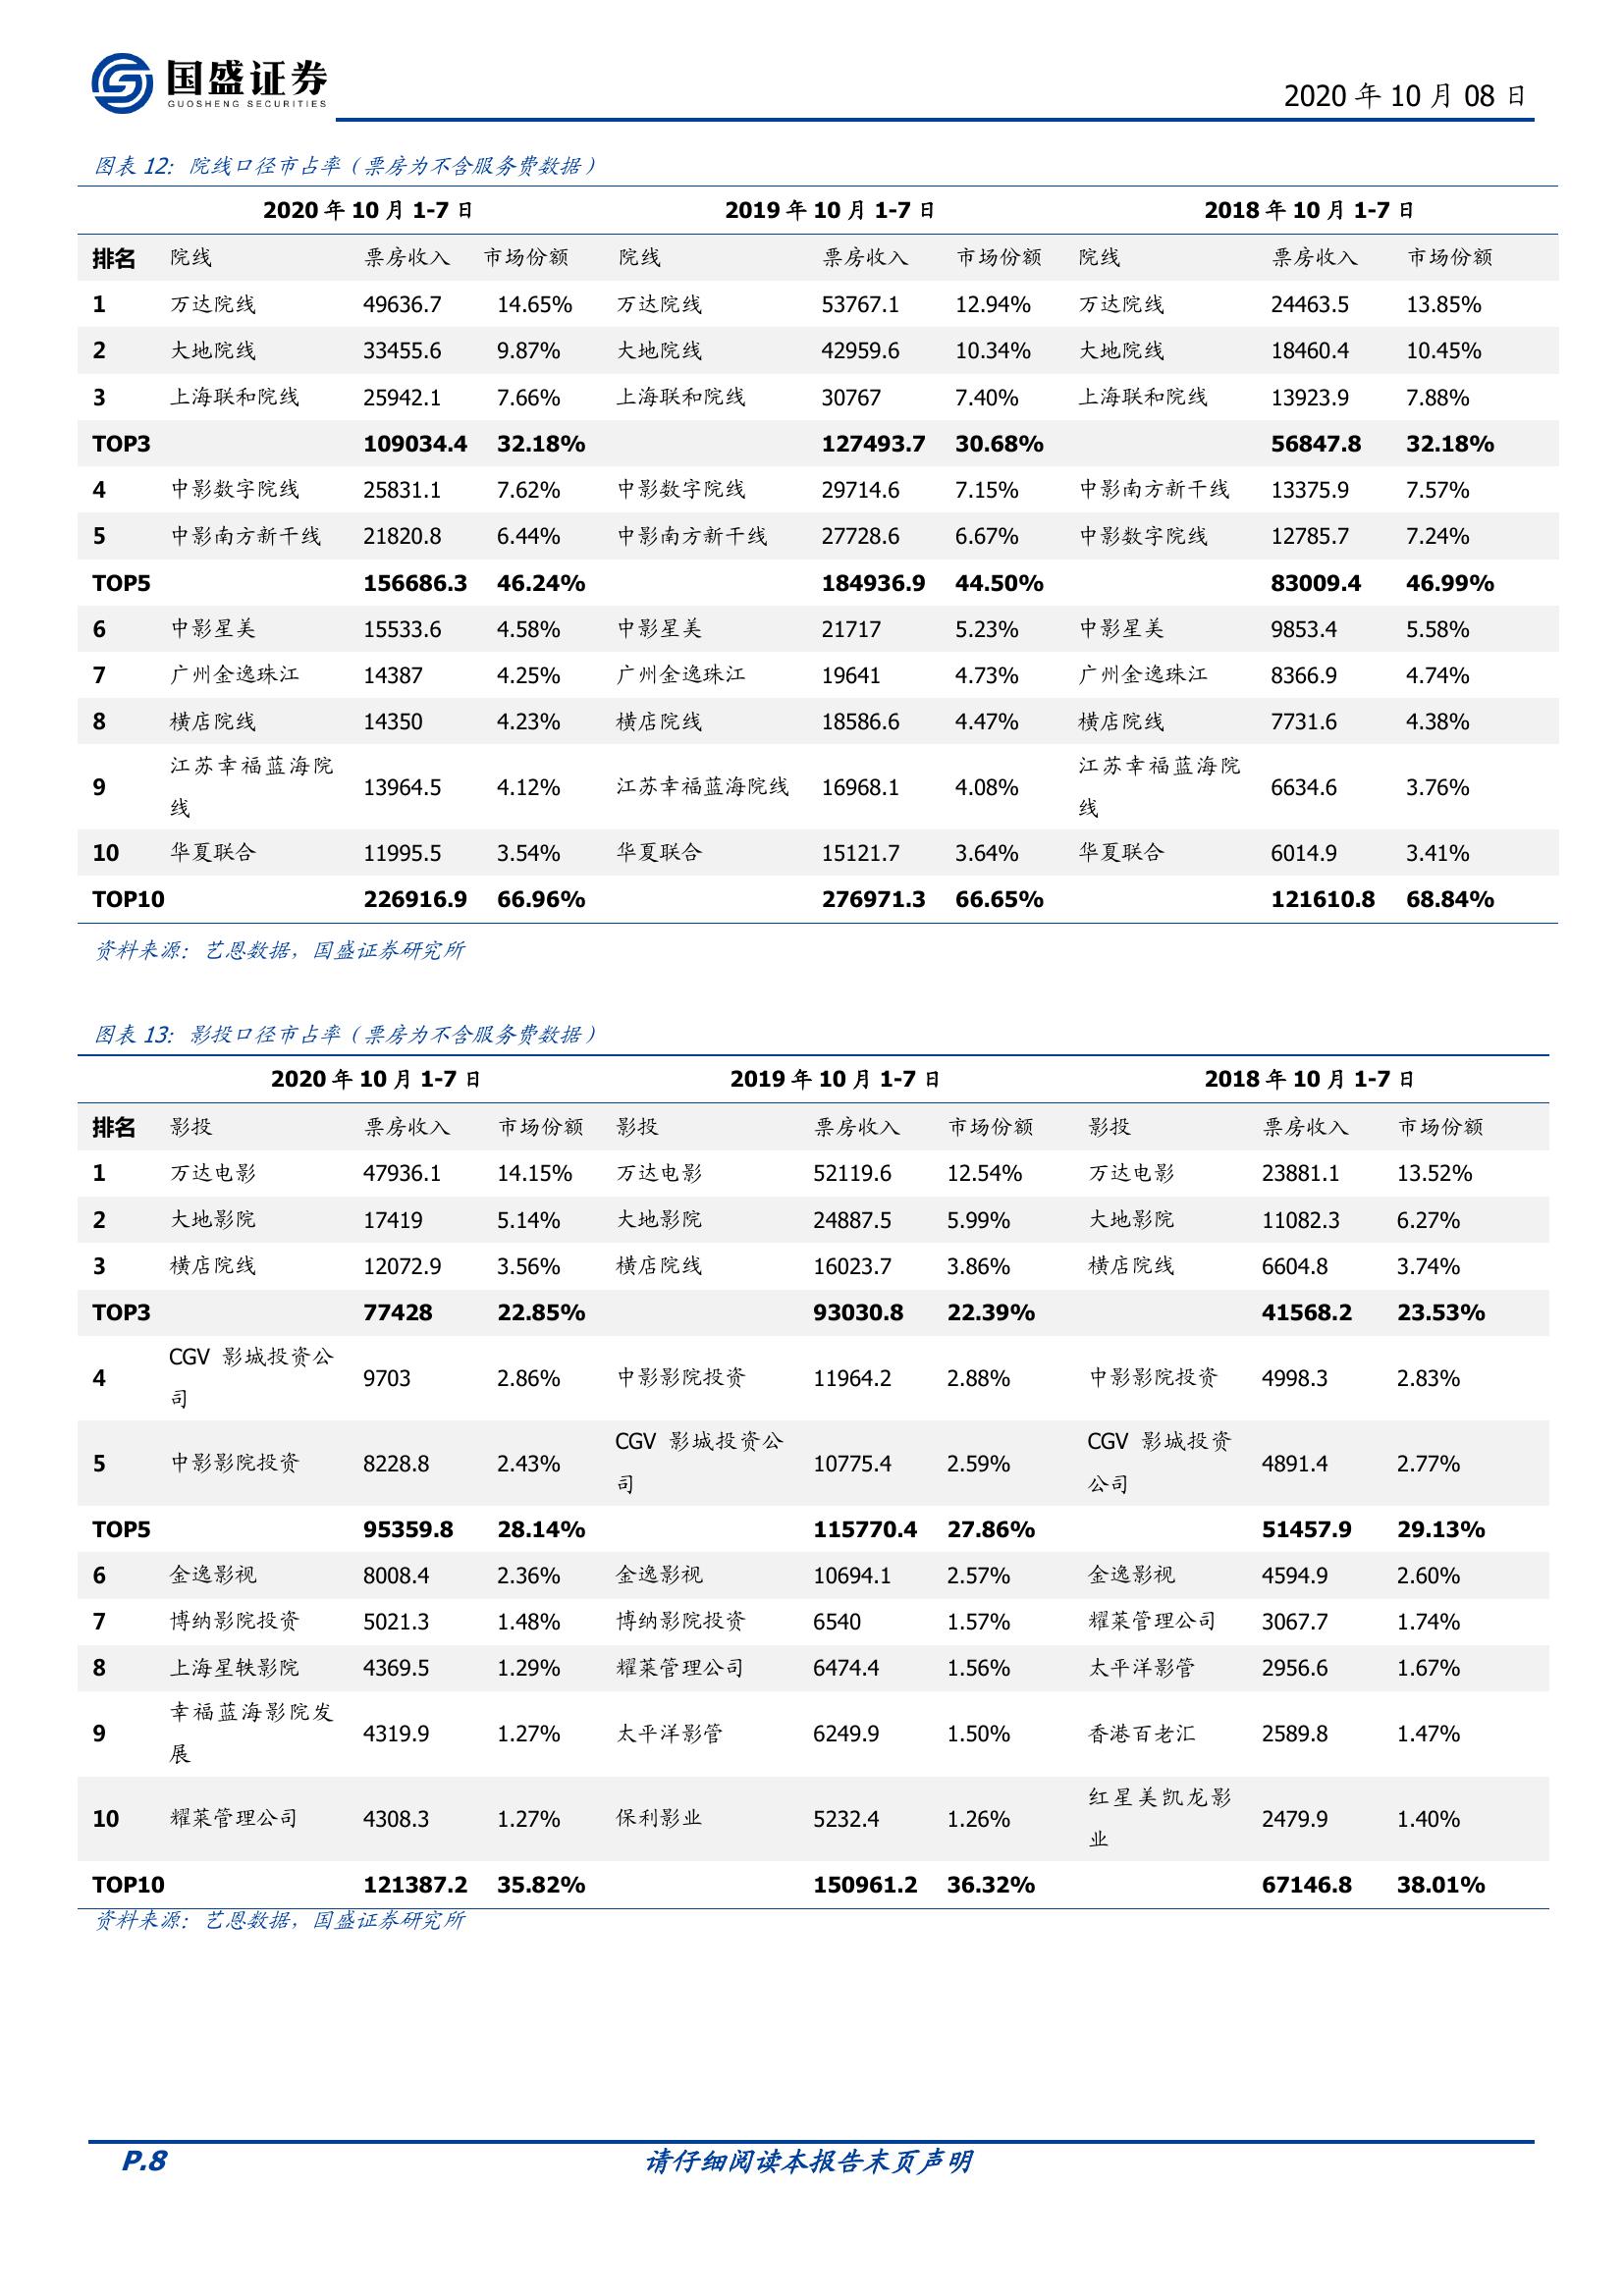 国盛证券
GUOSHENG SECURITIES
2020 年 10 月 08 日
图表 12: 院线口径市占率（票房为不含服务费数据）
2020 年 10 月 1-7 日 2019 年 10 月 1-7 日 2018 年 10 月 1-7 日
排名 院线 票房收入 市场份额 院线 票房收入 市场份额 院线 票房收入 市场份额
1 万达院线 49636.7 14.65% 万达院线 53767.1 12.94% 万达院线 24463.5 13.85%
2 大地院线 33455.6 9.87% 大地院线 42959.6 10.34% 大地院线 18460.4 10.45%
3 上海联和院线 25942.1 7.66% 上海联和院线 30767 7.40% 上海联和院线 13923.9 7.88%
TOP3 109034.4 32.18% 127493.7 30.68% 56847.8 32.18%
4 中影数字院线 25831.1 7.62% 中影数字院线 29714.6 7.15% 中影南方新干线 13375.9 7.57%
5 中影南方新干线 21820.8 6.44% 中影南方新干线 27728.6 6.67% 中影数字院线 12785.7 7.24%
TOP5 156686.3 46.24% 184936.9 44.50% 83009.4 46.99%
6 中影星美 15533.6 4.58% 中影星美 21717 5.23% 中影星美 9853.4 5.58%
7 广州金逸珠江 14387 4.25% 广州金逸珠江 19641 4.73% 广州金逸珠江 8366.9 4.74%
8 横店院线 14350 4.23% 横店院线 18586.6 4.47% 横店院线 7731.6 4.38%
9 江苏幸福蓝海院线 13964.5 4.12% 江苏幸福蓝海院线 16968.1 4.08% 江苏幸福蓝海院线 6634.6 3.76%
10 华夏联合 11995.5 3.54% 华夏联合 15121.7 3.64% 华夏联合 6014.9 3.41%
TOP10 226916.9 66.96% 276971.3 66.65% 121610.8 68.84%
资料来源：艺恩数据，国盛证券研究所
图表 13: 影投口径市占率（票房为不含服务费数据）
2020 年 10 月 1-7 日 2019 年 10 月 1-7 日 2018 年 10 月 1-7 日
排名 影投 票房收入 市场份额 影投 票房收入 市场份额 影投 票房收入 市场份额
1 万达电影 47936.1 14.15% 万达电影 52119.6 12.54% 万达电影 23881.1 13.52%
2 大地影院 17419 5.14% 大地影院 24887.5 5.99% 大地影院 11082.3 6.27%
3 横店院线 12072.9 3.56% 横店院线 16023.7 3.86% 横店院线 6604.8 3.74%
TOP3 77428 22.85% 93030.8 22.39% 41568.2 23.53%
4 CGV 影城投资公司 9703 2.86% 中影影院投资 11964.2 2.88% 中影影院投资 4998.3 2.83%
5 中影影院投资 8228.8 2.43% CGV 影城投资公司 10775.4 2.59% CGV 影城投资公司 4891.4 2.77%
TOP5 95359.8 28.14% 115770.4 27.86% 51457.9 29.13%
6 金逸影视 8008.4 2.36% 金逸影视 10694.1 2.57% 金逸影视 4594.9 2.60%
7 博纳影院投资 5021.3 1.48% 博纳影院投资 6540 1.57% 耀莱管理公司 3067.7 1.74%
8 上海星轶影院 4369.5 1.29% 耀莱管理公司 6474.4 1.56% 太平洋影管 2956.6 1.67%
9 幸福蓝海影院发展 4319.9 1.27% 太平洋影管 6249.9 1.50% 香港百老汇 2589.8 1.47%
10 耀莱管理公司 4308.3 1.27% 保利影业 5232.4 1.26% 红星美凯龙影业 2479.9 1.40%
TOP10 121387.2 35.82% 150961.2 36.32% 67146.8 38.01%
资料来源：艺恩数据，国盛证券研究所
P.8 请仔细阅读本报告末页声明